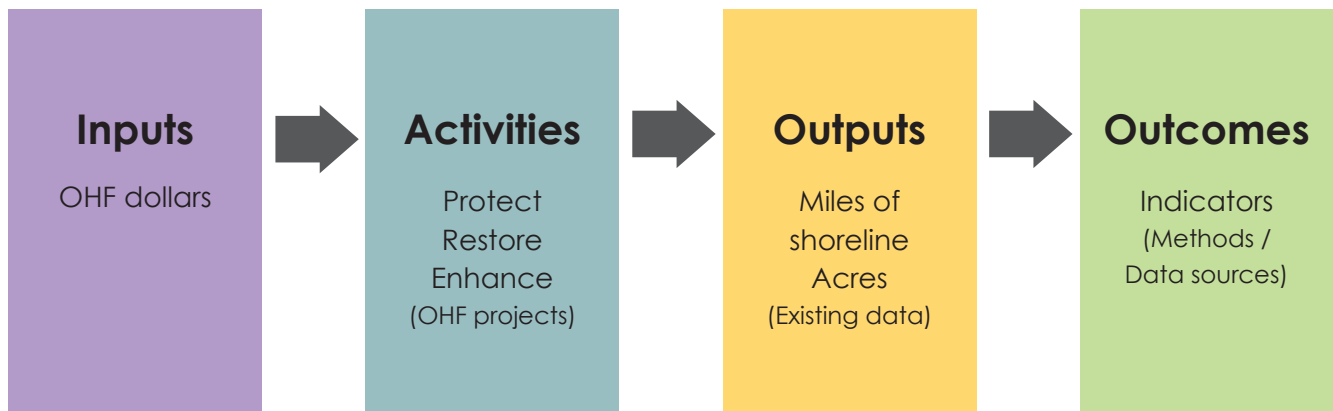 Inputs
OHF dollars
Activities
Protect
Restore
Enhance
(OHF projects)
Outputs
Miles of
shoreline
Acres
(Existing data)
Outcomes
Indicators
(Methods /
Data sources)